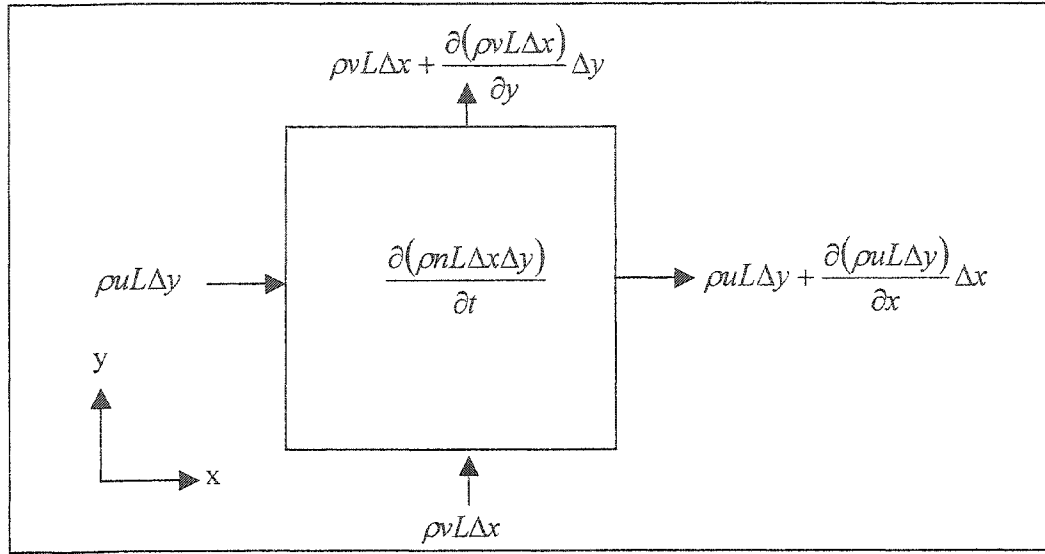 ρvLΔx + ∂(ρvLΔx)/∂y Δy
ρuLΔy
∂(ρnLΔxΔy)/∂t
ρuLΔy + ∂(ρuLΔy)/∂x Δx
y
x
ρvLΔx